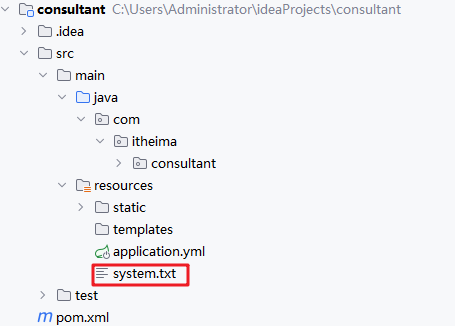 consultant C:\Users\Administrator\ideaProjects\consultant
.idea
src
main
java
com
itheima
consultant
resources
static
templates
application.yml
system.txt
test
pom.xml